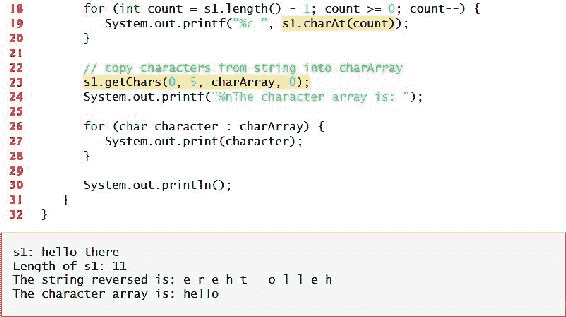 18 for (int count = s1.length() - 1; count >= 0; count--) {
19 System.out.printf("%c ", s1.charAt(count));
20 }
21
22 // copy characters from string into charArray
23 s1.getChars(0, 5, charArray, 0);
24 System.out.printf("%nThe character array is: ");
25
26 for (char character : charArray) {
27 System.out.print(character);
28 }
29
30 System.out.println();
31 }
32 }
s1: hello there
Length of s1: 11
The string reversed is: e r e h t   o l l e h
The character array is: hello